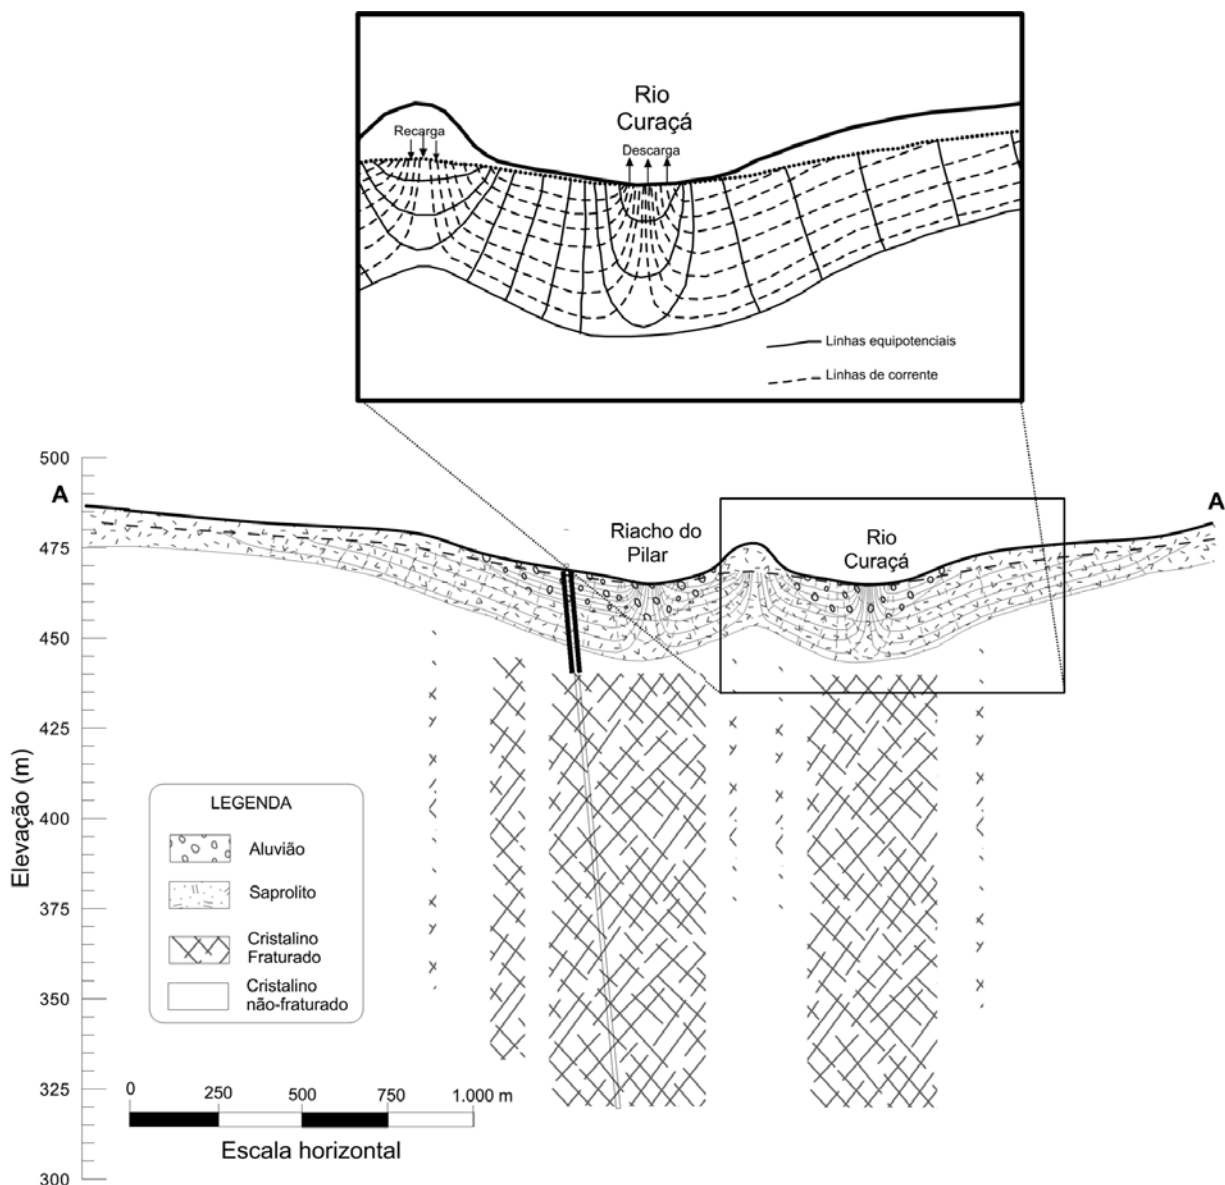 Rio
Curaçá
Recarga
Descarga
Linhas equipotenciais
Linhas de corrente
500
A
A
475
450
425
400
375
350
325
300
Elevação (m)
Riacho do
Pilar
Rio
Curaçá
LEGENDA
Aluvião
Saprolito
Cristalino
Fraturado
Cristalino
não-fraturado
0 250 500 750 1.000 m
Escala horizontal